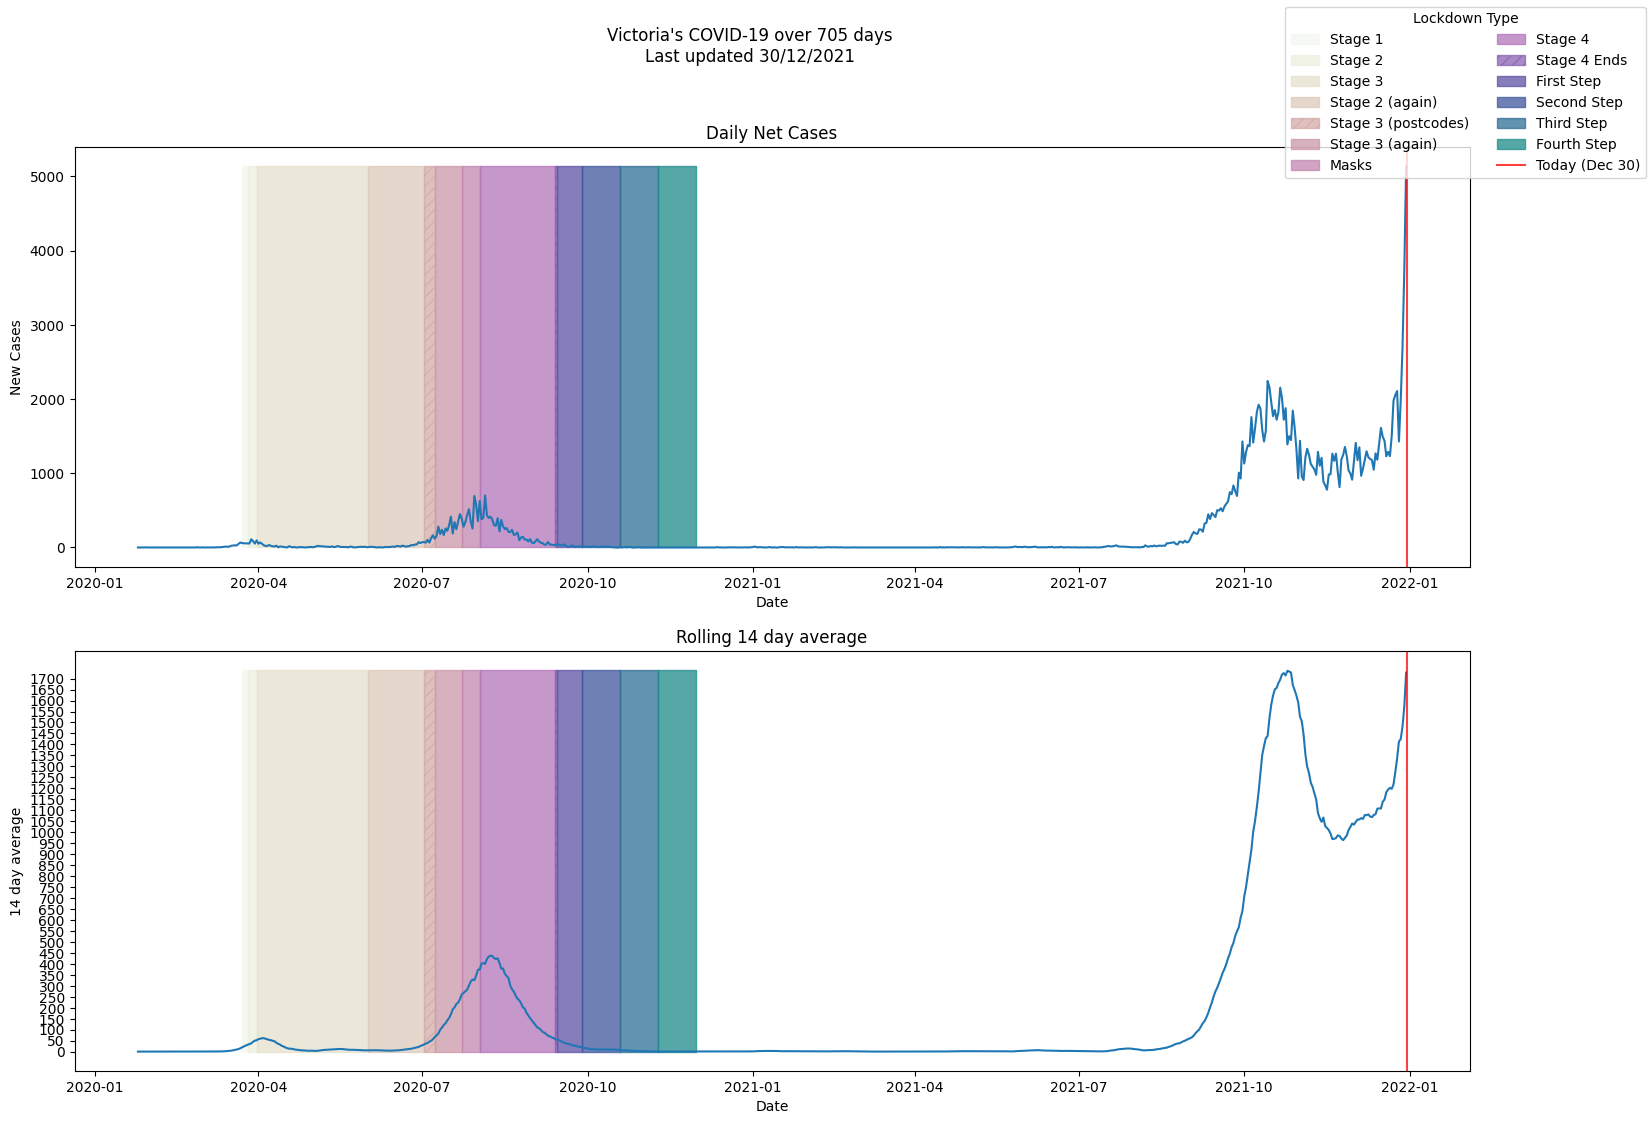 Victoria's COVID-19 over 705 days
Last updated 30/12/2021
Lockdown Type
Stage 1
Stage 2
Stage 3
Stage 2 (again)
Stage 3 (postcodes)
Stage 3 (again)
Masks
Stage 4
Stage 4 Ends
First Step
Second Step
Third Step
Fourth Step
Today (Dec 30)
Daily Net Cases
New Cases
5000
4000
3000
2000
1000
0
2020-01
2020-04
2020-07
2020-10
2021-01
2021-04
2021-07
2021-10
2022-01
Date
Rolling 14 day average
14 day average
1700
1650
1600
1550
1500
1450
1400
1350
1300
1250
1200
1150
1100
1050
1000
950
900
850
800
750
700
650
600
550
500
450
400
350
300
250
200
150
100
50
0
2020-01
2020-04
2020-07
2020-10
2021-01
2021-04
2021-07
2021-10
2022-01
Date